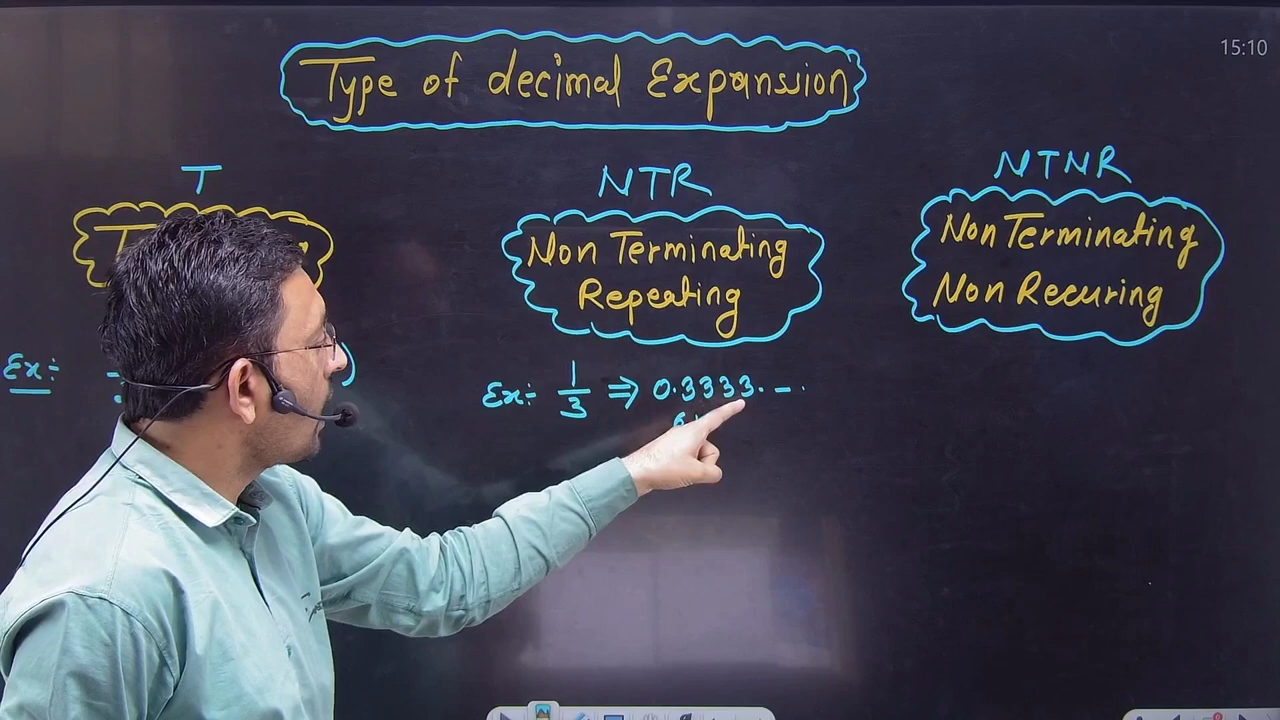 15:10
Type of decimal Expanssion
T
NTR
NTNR
Non Terminating
Repeating
Non Terminating
Non Recuring
Ex:
Ex:- 1/3 ⇒ 0.3333.-.